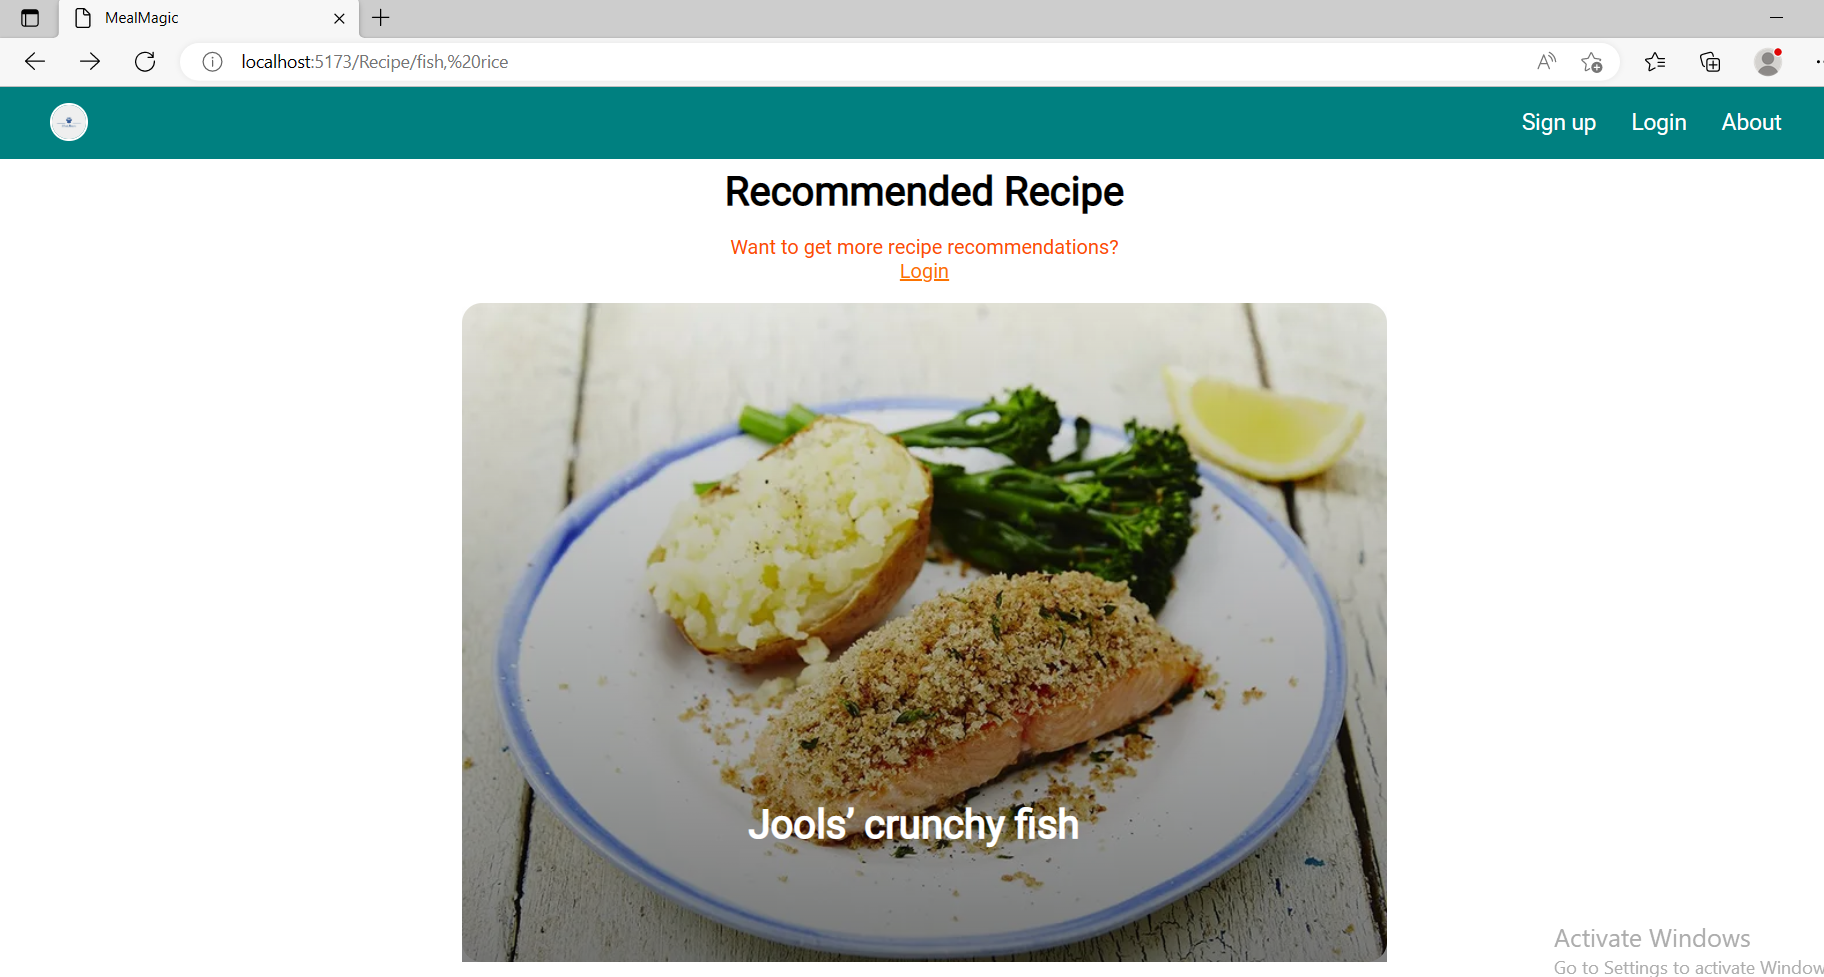 MealMagic
localhost:5173/Recipe/fish,%20rice
Sign up Login About
Recommended Recipe
Want to get more recipe recommendations?
Login
Jools’ crunchy fish
Activate Windows
Go to Settings to activate Window